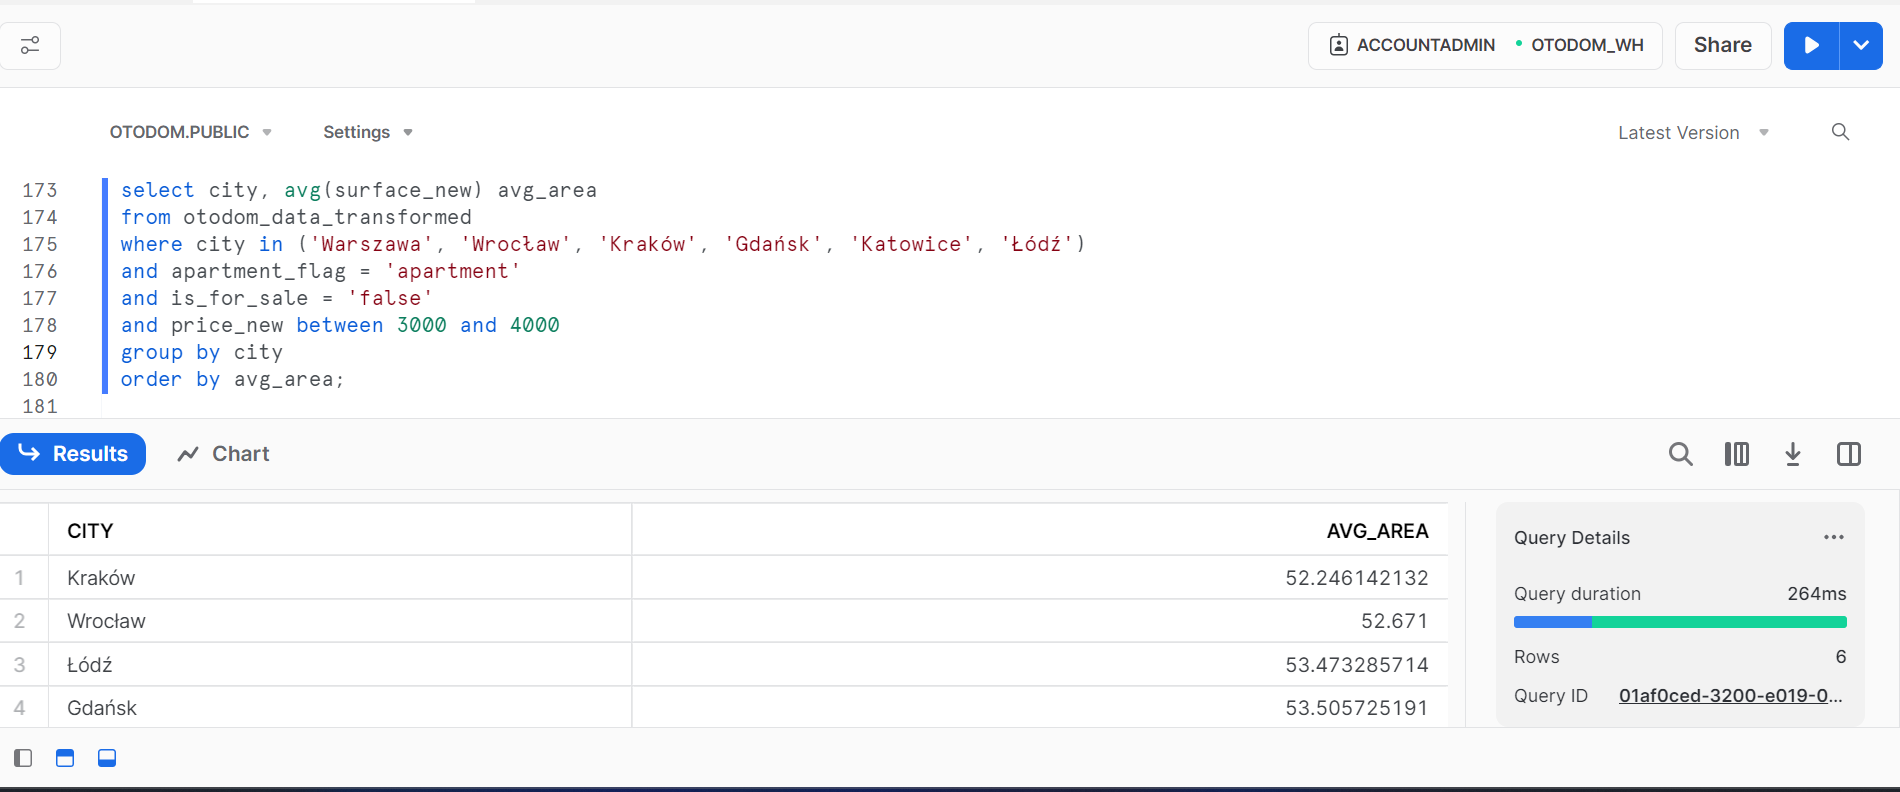 ACCOUNTADMIN OTODOM_WH Share
OTODOM.PUBLIC Settings Latest Version
173 select city, avg(surface_new) avg_area
174 from otodom_data_transformed
175 where city in ('Warszawa', 'Wrocław', 'Kraków', 'Gdańsk', 'Katowice', 'Łódź')
176 and apartment_flag = 'apartment'
177 and is_for_sale = 'false'
178 and price_new between 3000 and 4000
179 group by city
180 order by avg_area;
181
Results Chart
CITY AVG_AREA
1 Kraków 52.246142132
2 Wrocław 52.671
3 Łódź 53.473285714
4 Gdańsk 53.505725191
Query Details ...
Query duration 264ms
Rows 6
Query ID 01af0ced-3200-e019-0...